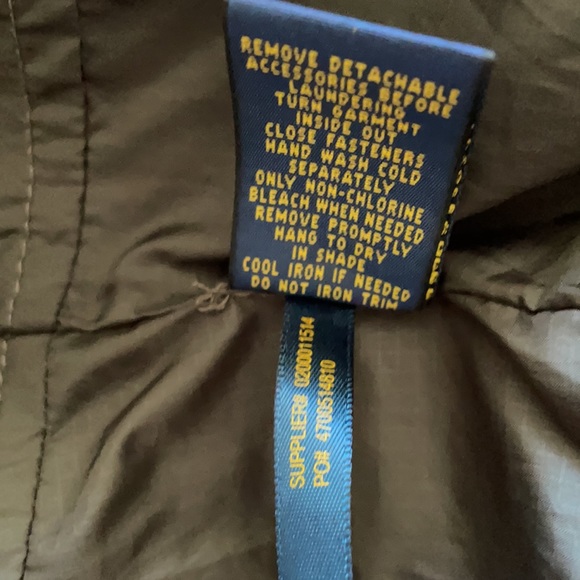 REMOVE DETACHABLE
ACCESSORIES BEFORE
LAUNDERING
TURN GARMENT
INSIDE OUT
CLOSE FASTENERS
HAND WASH COLD
SEPARATELY
ONLY NON-CHLORINE
BLEACH WHEN NEEDED
REMOVE PROMPTLY
HANG TO DRY
IN SHADE
COOL IRON IF NEEDED
DO NOT IRON TRIM
SUPPLIER# 0200011514
PO# 4700514810